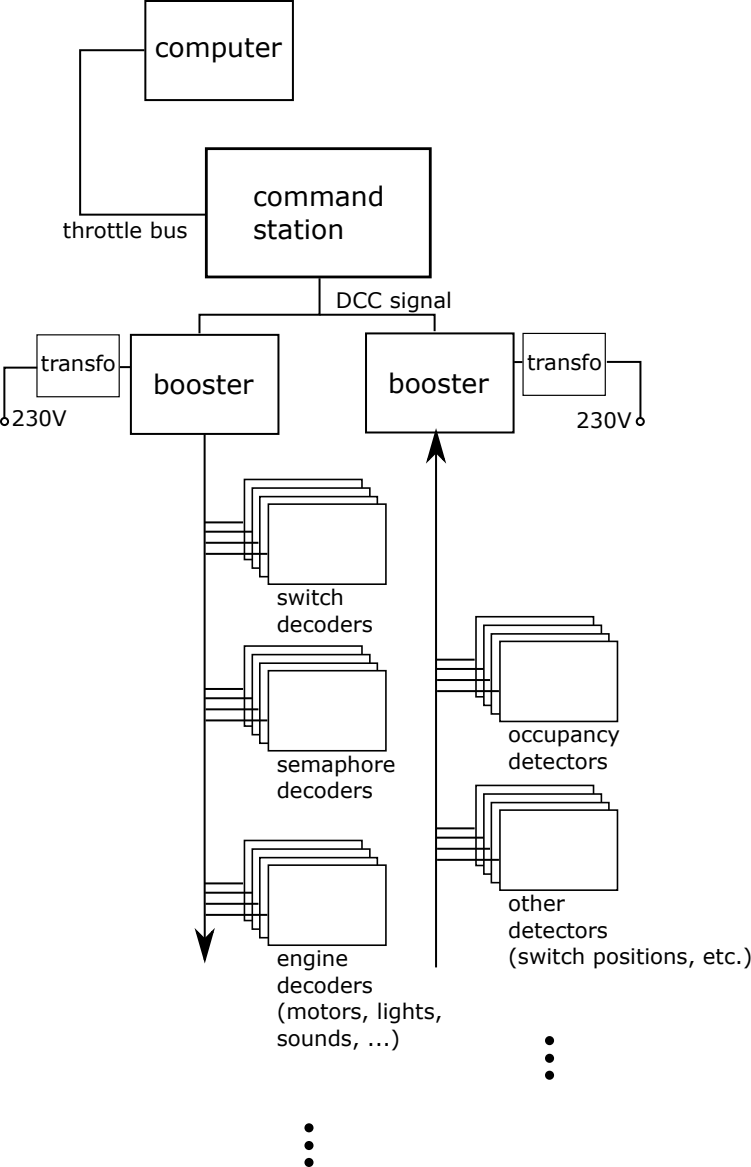 computer
command
station
throttle bus
DCC signal
transfo
booster
booster
transfo
230V
230V
switch
decoders
semaphore
decoders
occupancy
detectors
engine
decoders
(motors, lights,
sounds, ...)
other
detectors
(switch positions, etc.)